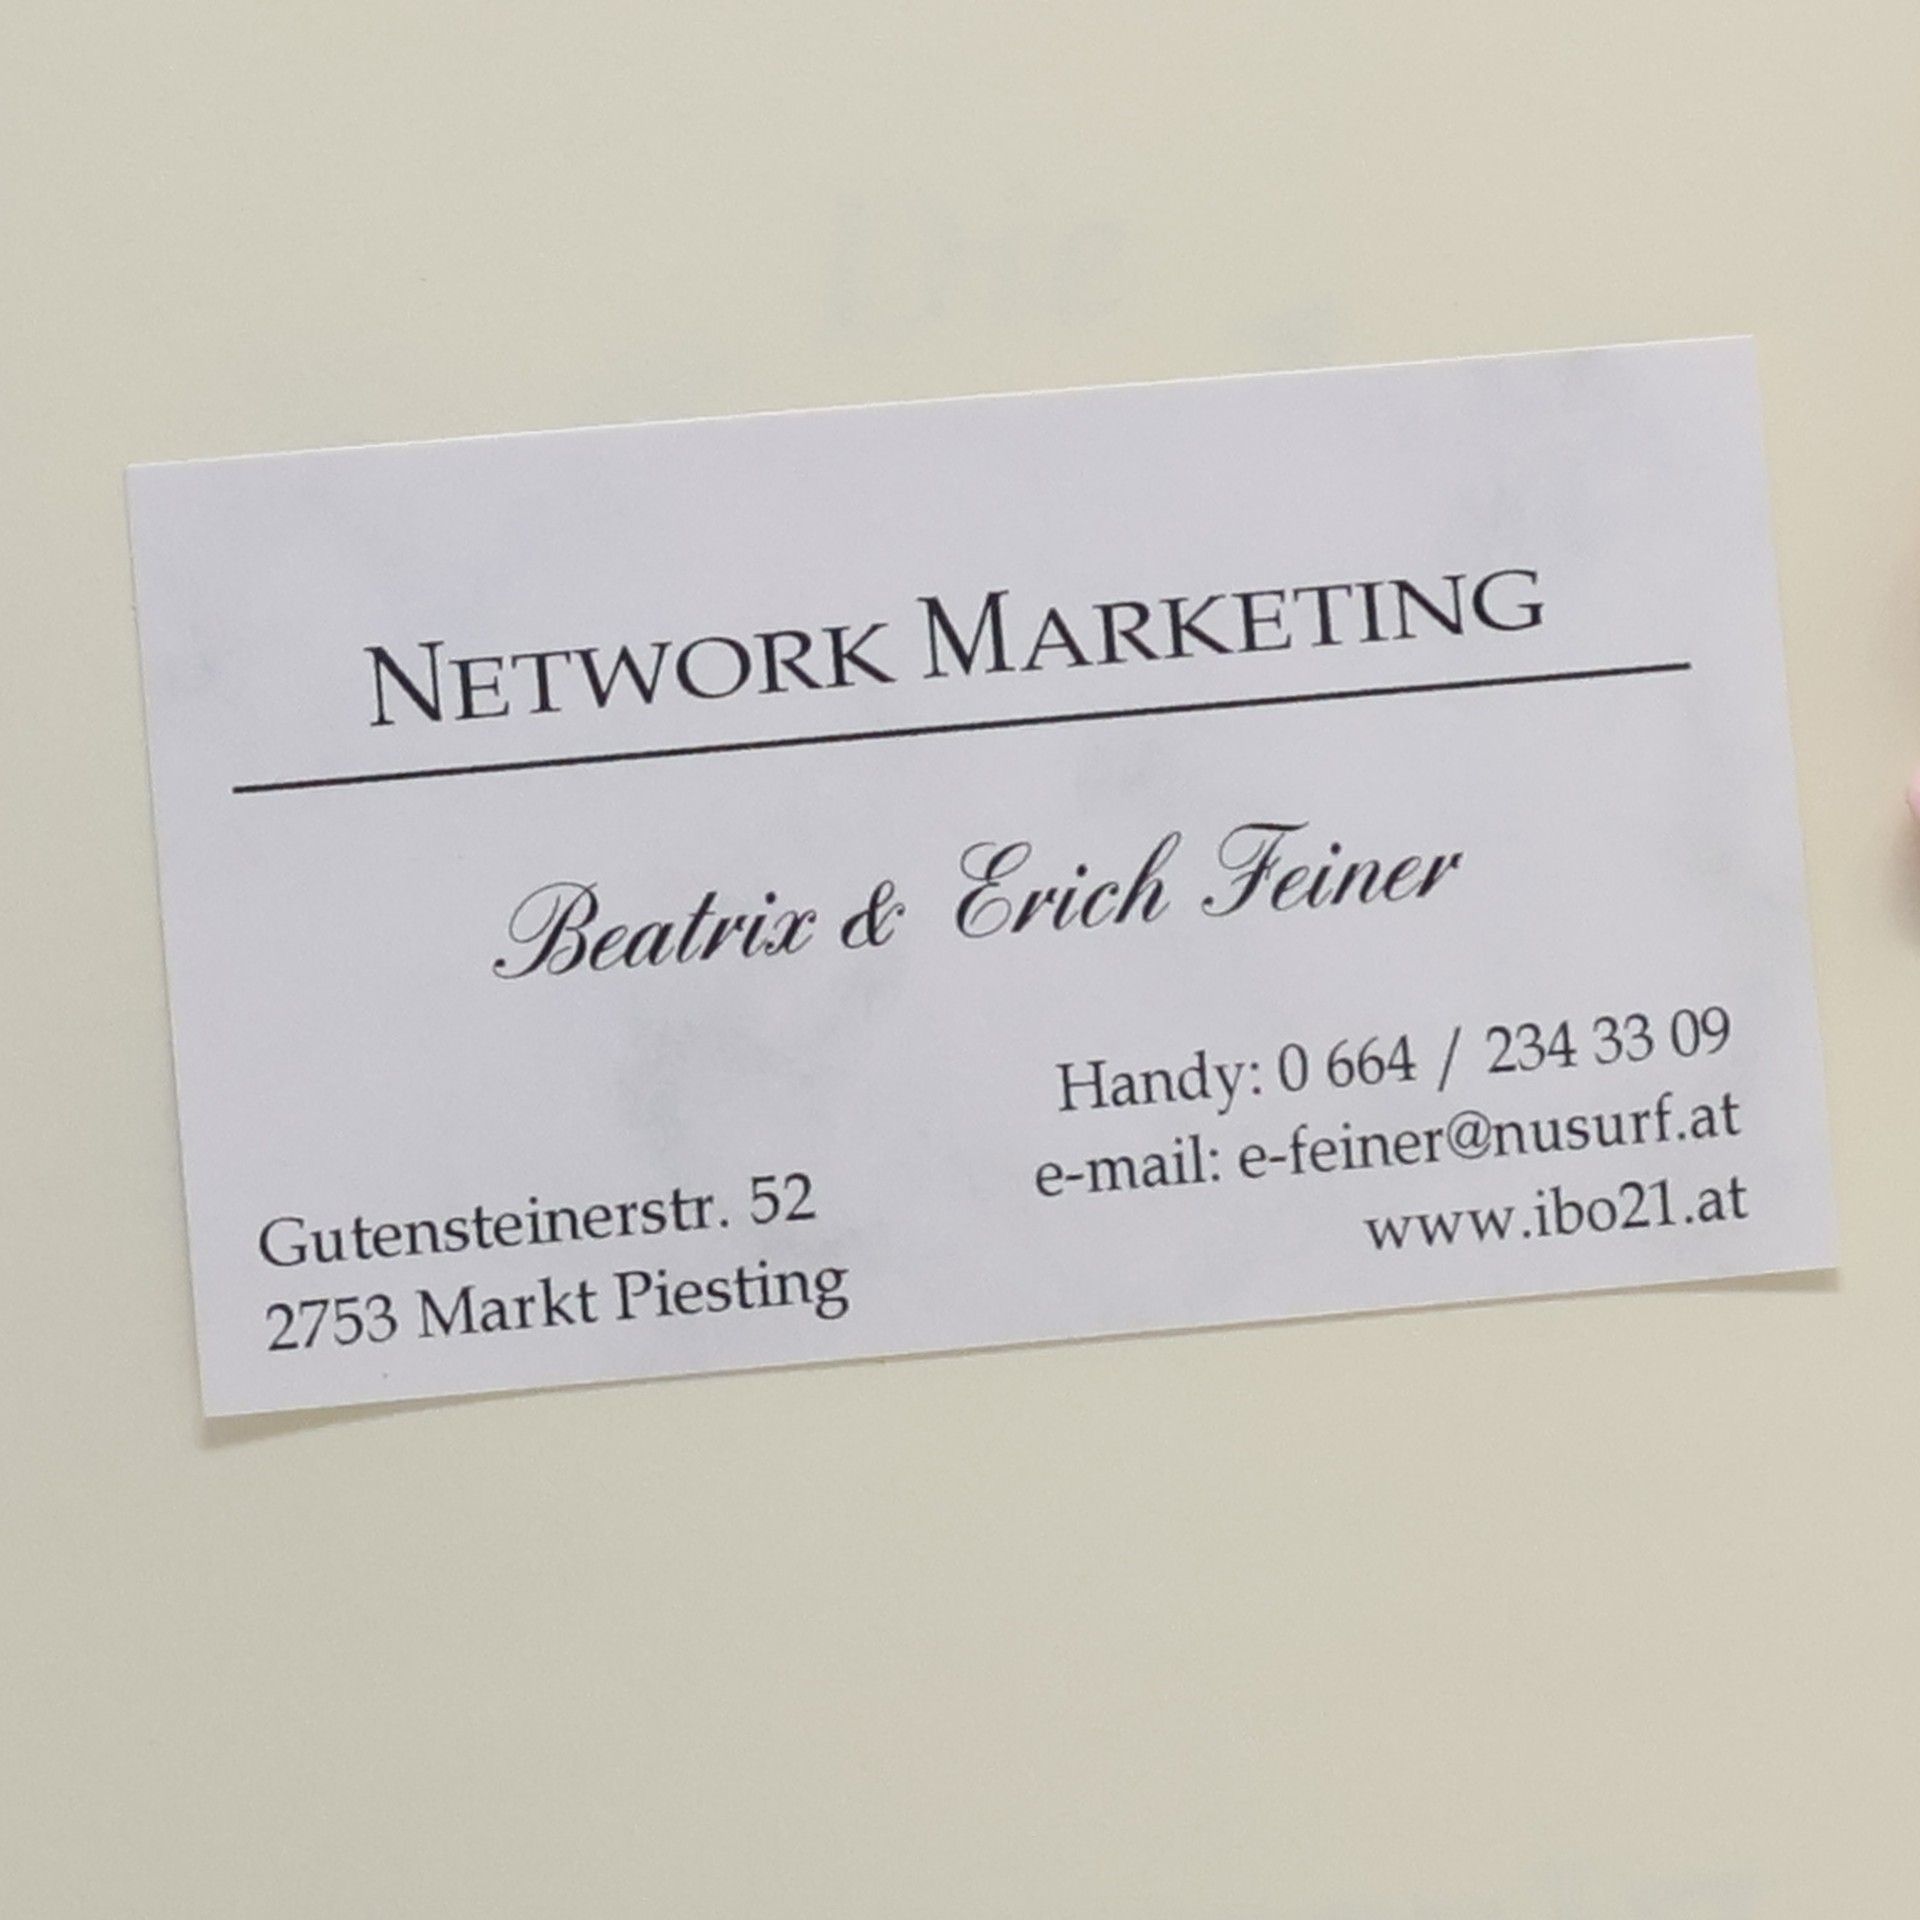 NETWORK MARKETING
Beatrix & Erich Feiner
Handy: 0 664 / 234 33 09
e-mail: e-feiner@nusurf.at
www.ibo21.at
Gutensteinerstr. 52
2753 Markt Piesting